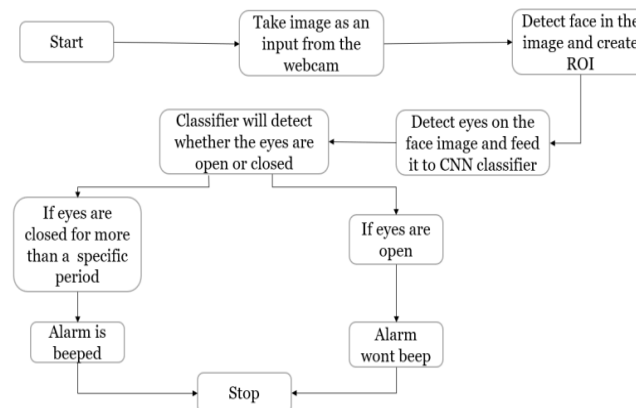 Start
Take image as an
input from the
webcam
Detect face in the
image and create
ROI
Classifier will detect
whether the eyes are
open or closed
Detect eyes on the
face image and feed
it to CNN classifier
If eyes are
closed for more
than a specific
period
If eyes are
open
Alarm is
beeped
Alarm
wont beep
Stop